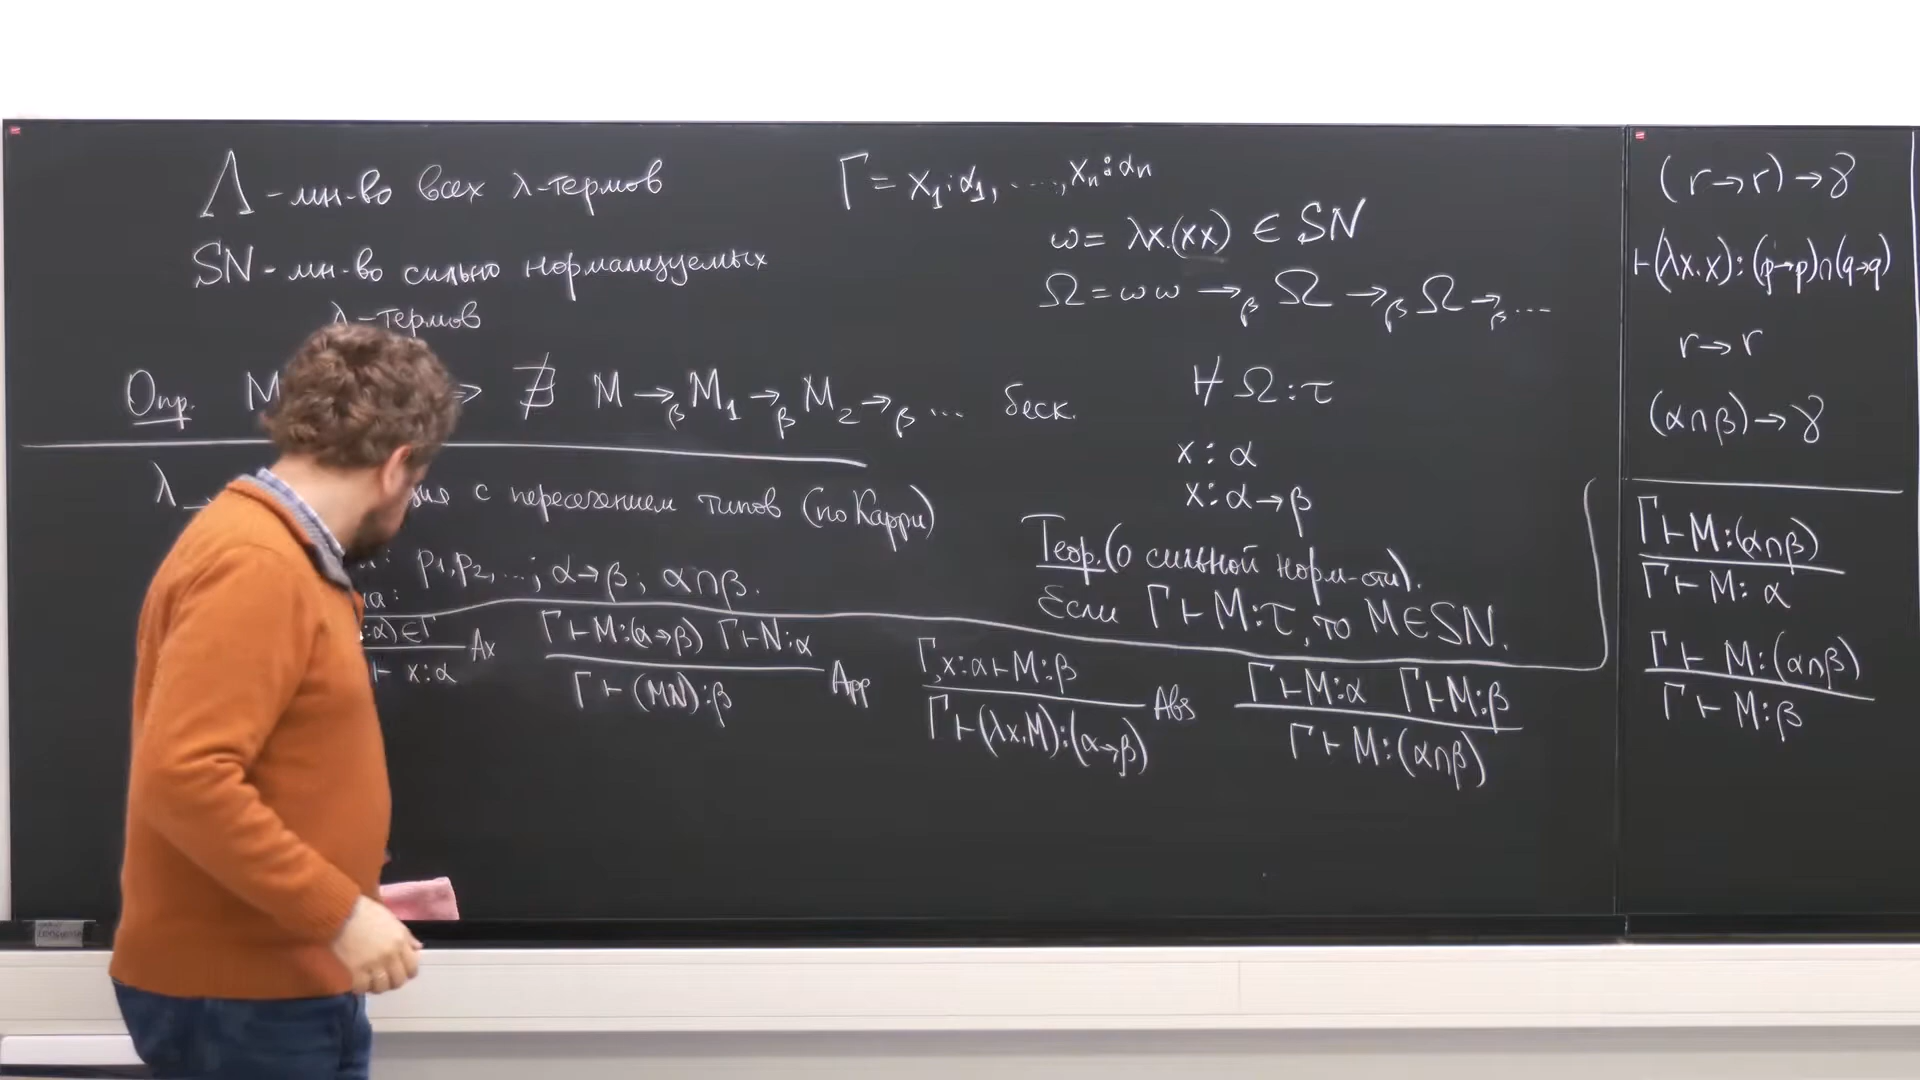 Λ - мн-во всех λ-термов
SN - мн-во сильно нормализуемых
λ-термов
Опр. M ∄ M →β M₁ →β M₂ →β ... беск.
λ с пересечением типов (по Карри)
: p₁, p₂, ...; α→β; α∩β.
:α)∈Γ
⊢ x:α Ax
Γ⊢M:(α→β) Γ⊢N:α
Γ⊢(MN):β App
Γ,x:α⊢M:β
Γ⊢(λx.M):(α→β) Abs
Γ⊢M:α Γ⊢M:β
Γ⊢M:(α∩β)
Γ = x₁:α₁, ..., xₙ:αₙ
ω = λx.(xx) ∈ SN
Ω = ωω →β Ω →β Ω →β ...
⊬ Ω:τ
x:α
x:α→β
Теор. (о сильной норм-сти).
Если Γ⊢M:τ, то M∈SN.
(r→r)→γ
⊢(λx.x):(p→p)∩(q→q)
r→r
(α∩β)→γ
Γ⊢M:(α∩β)
Γ⊢M:α
Γ⊢M:(α∩β)
Γ⊢M:β